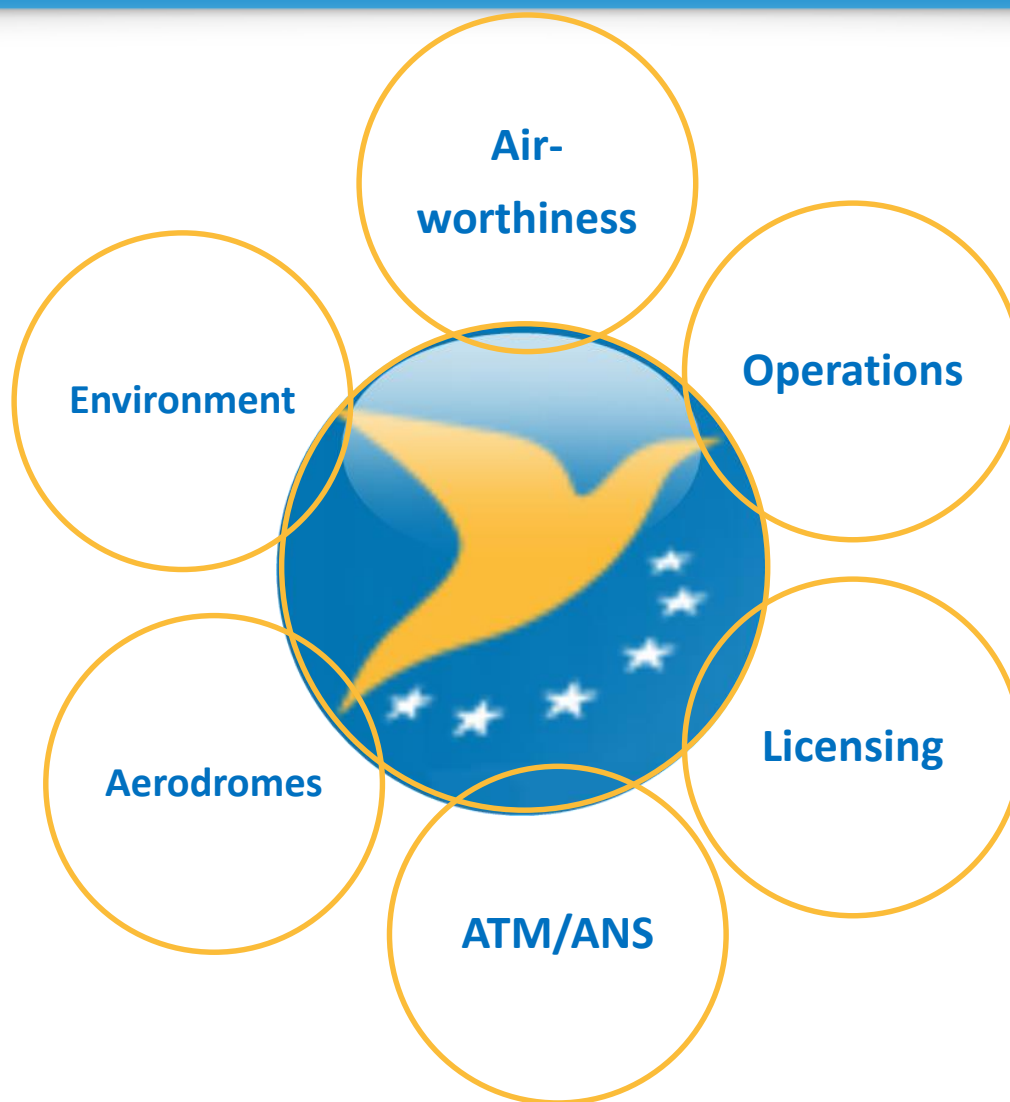 Air-
worthiness
Operations
Environment
Licensing
Aerodromes
ATM/ANS